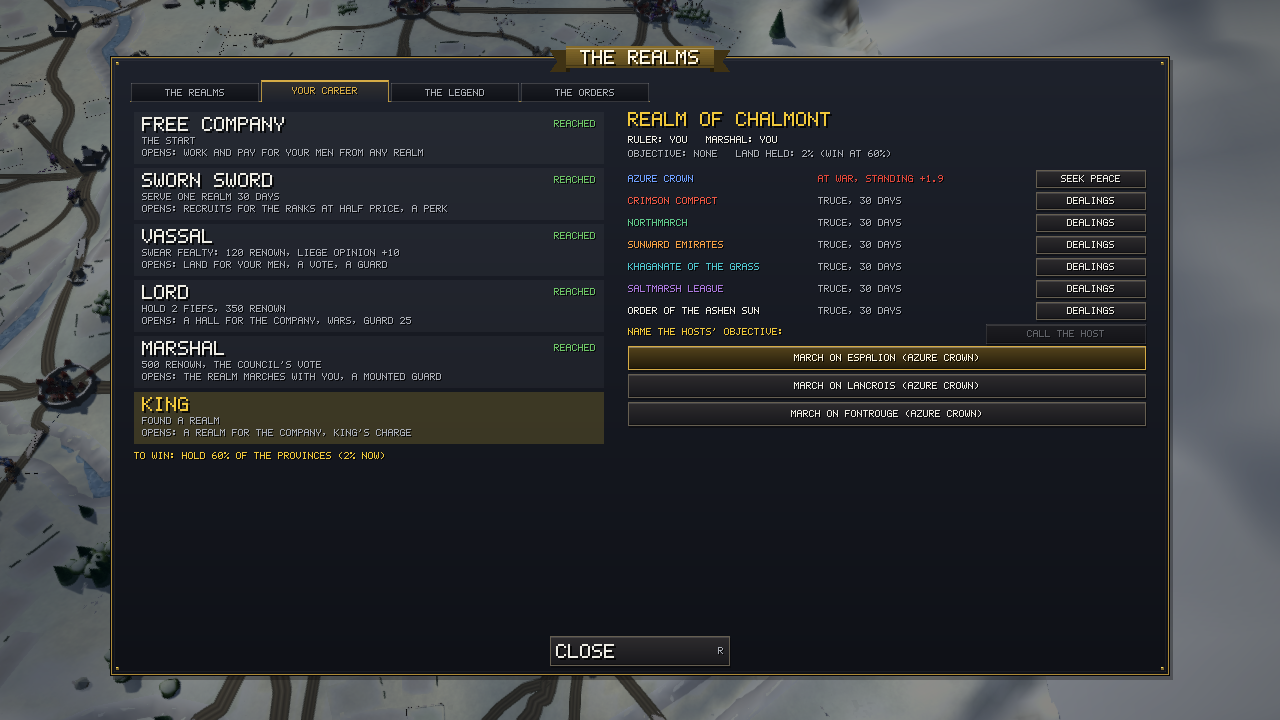 THE REALMS
THE REALMS
YOUR CAREER
THE LEGEND
THE ORDERS
FREE COMPANY
REACHED
THE START
OPENS: WORK AND PAY FOR YOUR MEN FROM ANY REALM
SWORN SWORD
REACHED
SERVE ONE REALM 30 DAYS
OPENS: RECRUITS FOR THE RANKS AT HALF PRICE, A PERK
VASSAL
REACHED
SWEAR FEALTY: 120 RENOWN, LIEGE OPINION +10
OPENS: LAND FOR YOUR MEN, A VOTE, A GUARD
LORD
REACHED
HOLD 2 FIEFS, 350 RENOWN
OPENS: A HALL FOR THE COMPANY, WARS, GUARD 25
MARSHAL
REACHED
500 RENOWN, THE COUNCIL'S VOTE
OPENS: THE REALM MARCHES WITH YOU, A MOUNTED GUARD
KING
FOUND A REALM
OPENS: A REALM FOR THE COMPANY, KING'S CHARGE
TO WIN: HOLD 60% OF THE PROVINCES (2% NOW)
REALM OF CHALMONT
RULER: YOU MARSHAL: YOU
OBJECTIVE: NONE LAND HELD: 2% (WIN AT 60%)
AZURE CROWN AT WAR, STANDING +1.9 SEEK PEACE
CRIMSON COMPACT TRUCE, 30 DAYS DEALINGS
NORTHMARCH TRUCE, 30 DAYS DEALINGS
SUNWARD EMIRATES TRUCE, 30 DAYS DEALINGS
KHAGANATE OF THE GRASS TRUCE, 30 DAYS DEALINGS
SALTMARSH LEAGUE TRUCE, 30 DAYS DEALINGS
ORDER OF THE ASHEN SUN TRUCE, 30 DAYS DEALINGS
NAME THE HOSTS' OBJECTIVE: CALL THE HOST
MARCH ON ESPALION (AZURE CROWN)
MARCH ON LANCROIS (AZURE CROWN)
MARCH ON FONTROUGE (AZURE CROWN)
CLOSE R